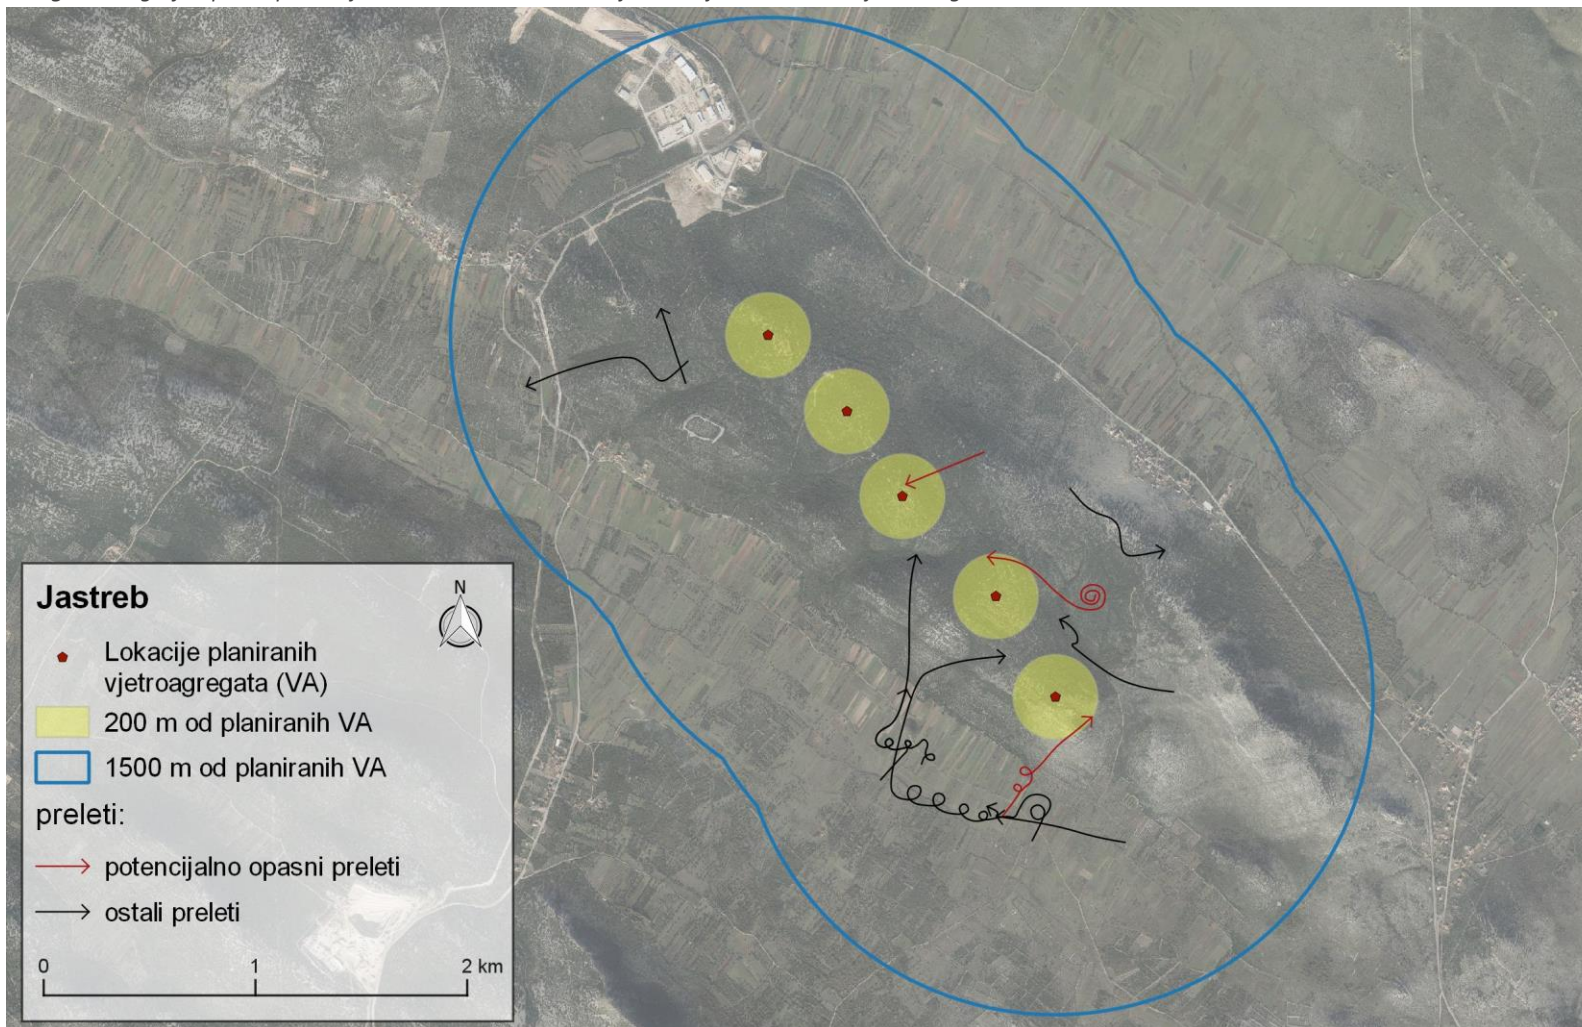 Jastreb
N
Lokacije planiranih
vjetroagregata (VA)
200 m od planiranih VA
1500 m od planiranih VA
preleti:
potencijalno opasni preleti
ostali preleti
0 1 2 km